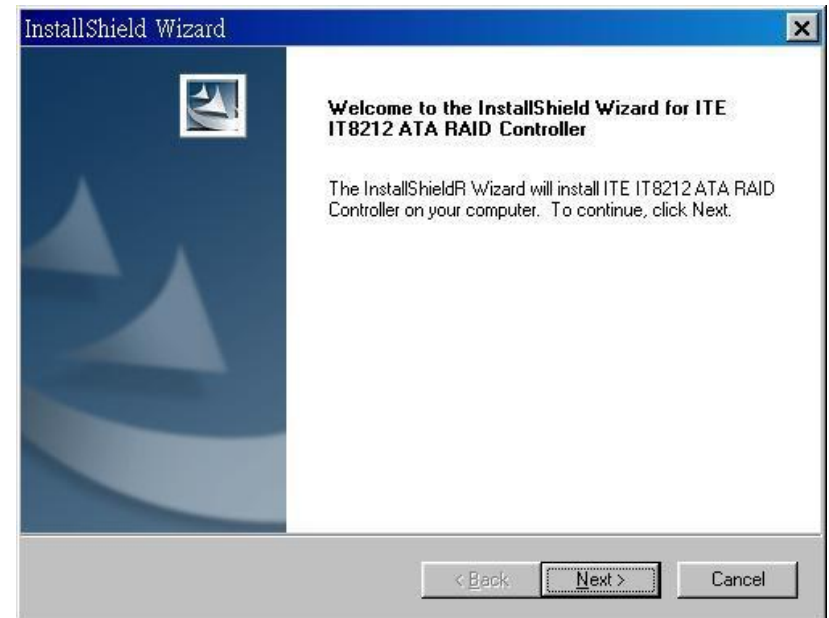 InstallShield Wizard
Welcome to the InstallShield Wizard for ITE
IT8212 ATA RAID Controller
The InstallShieldR Wizard will install ITE IT8212 ATA RAID
Controller on your computer. To continue, click Next.
< Back
Next >
Cancel